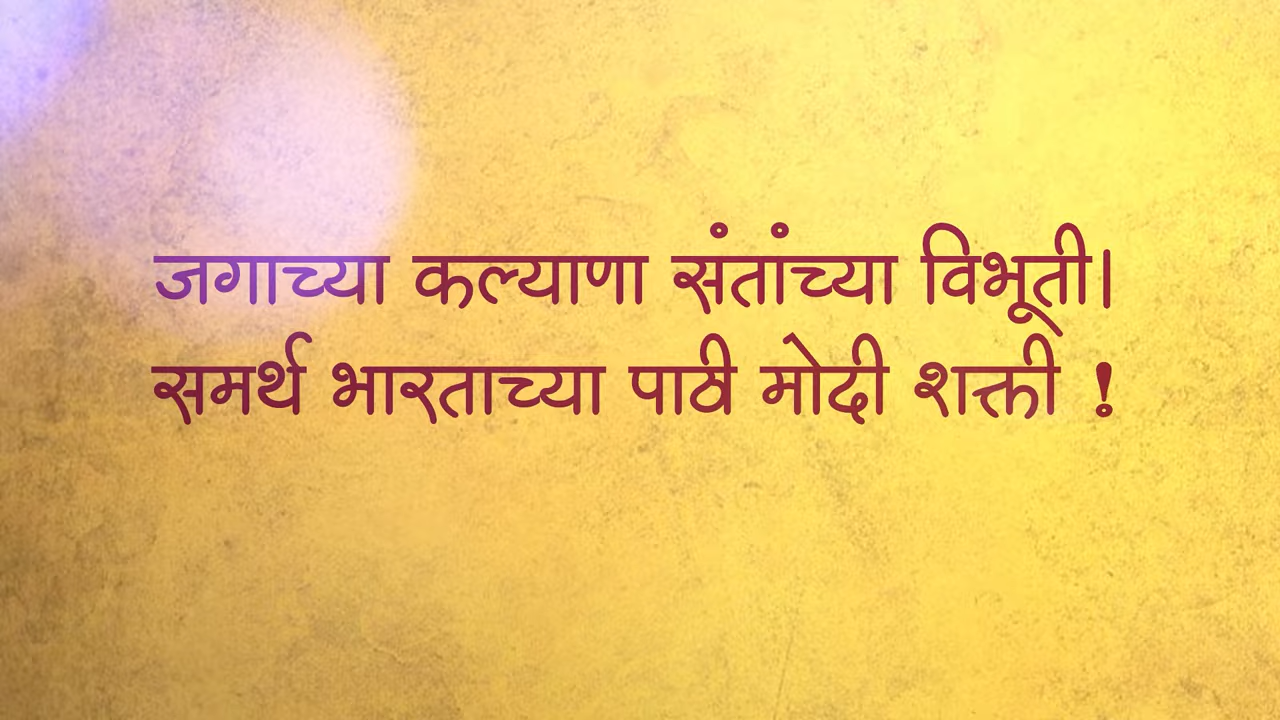 जगाच्या कल्याणा संतांच्या विभूती।
समर्थ भारताच्या पाठी मोदी शक्ती !